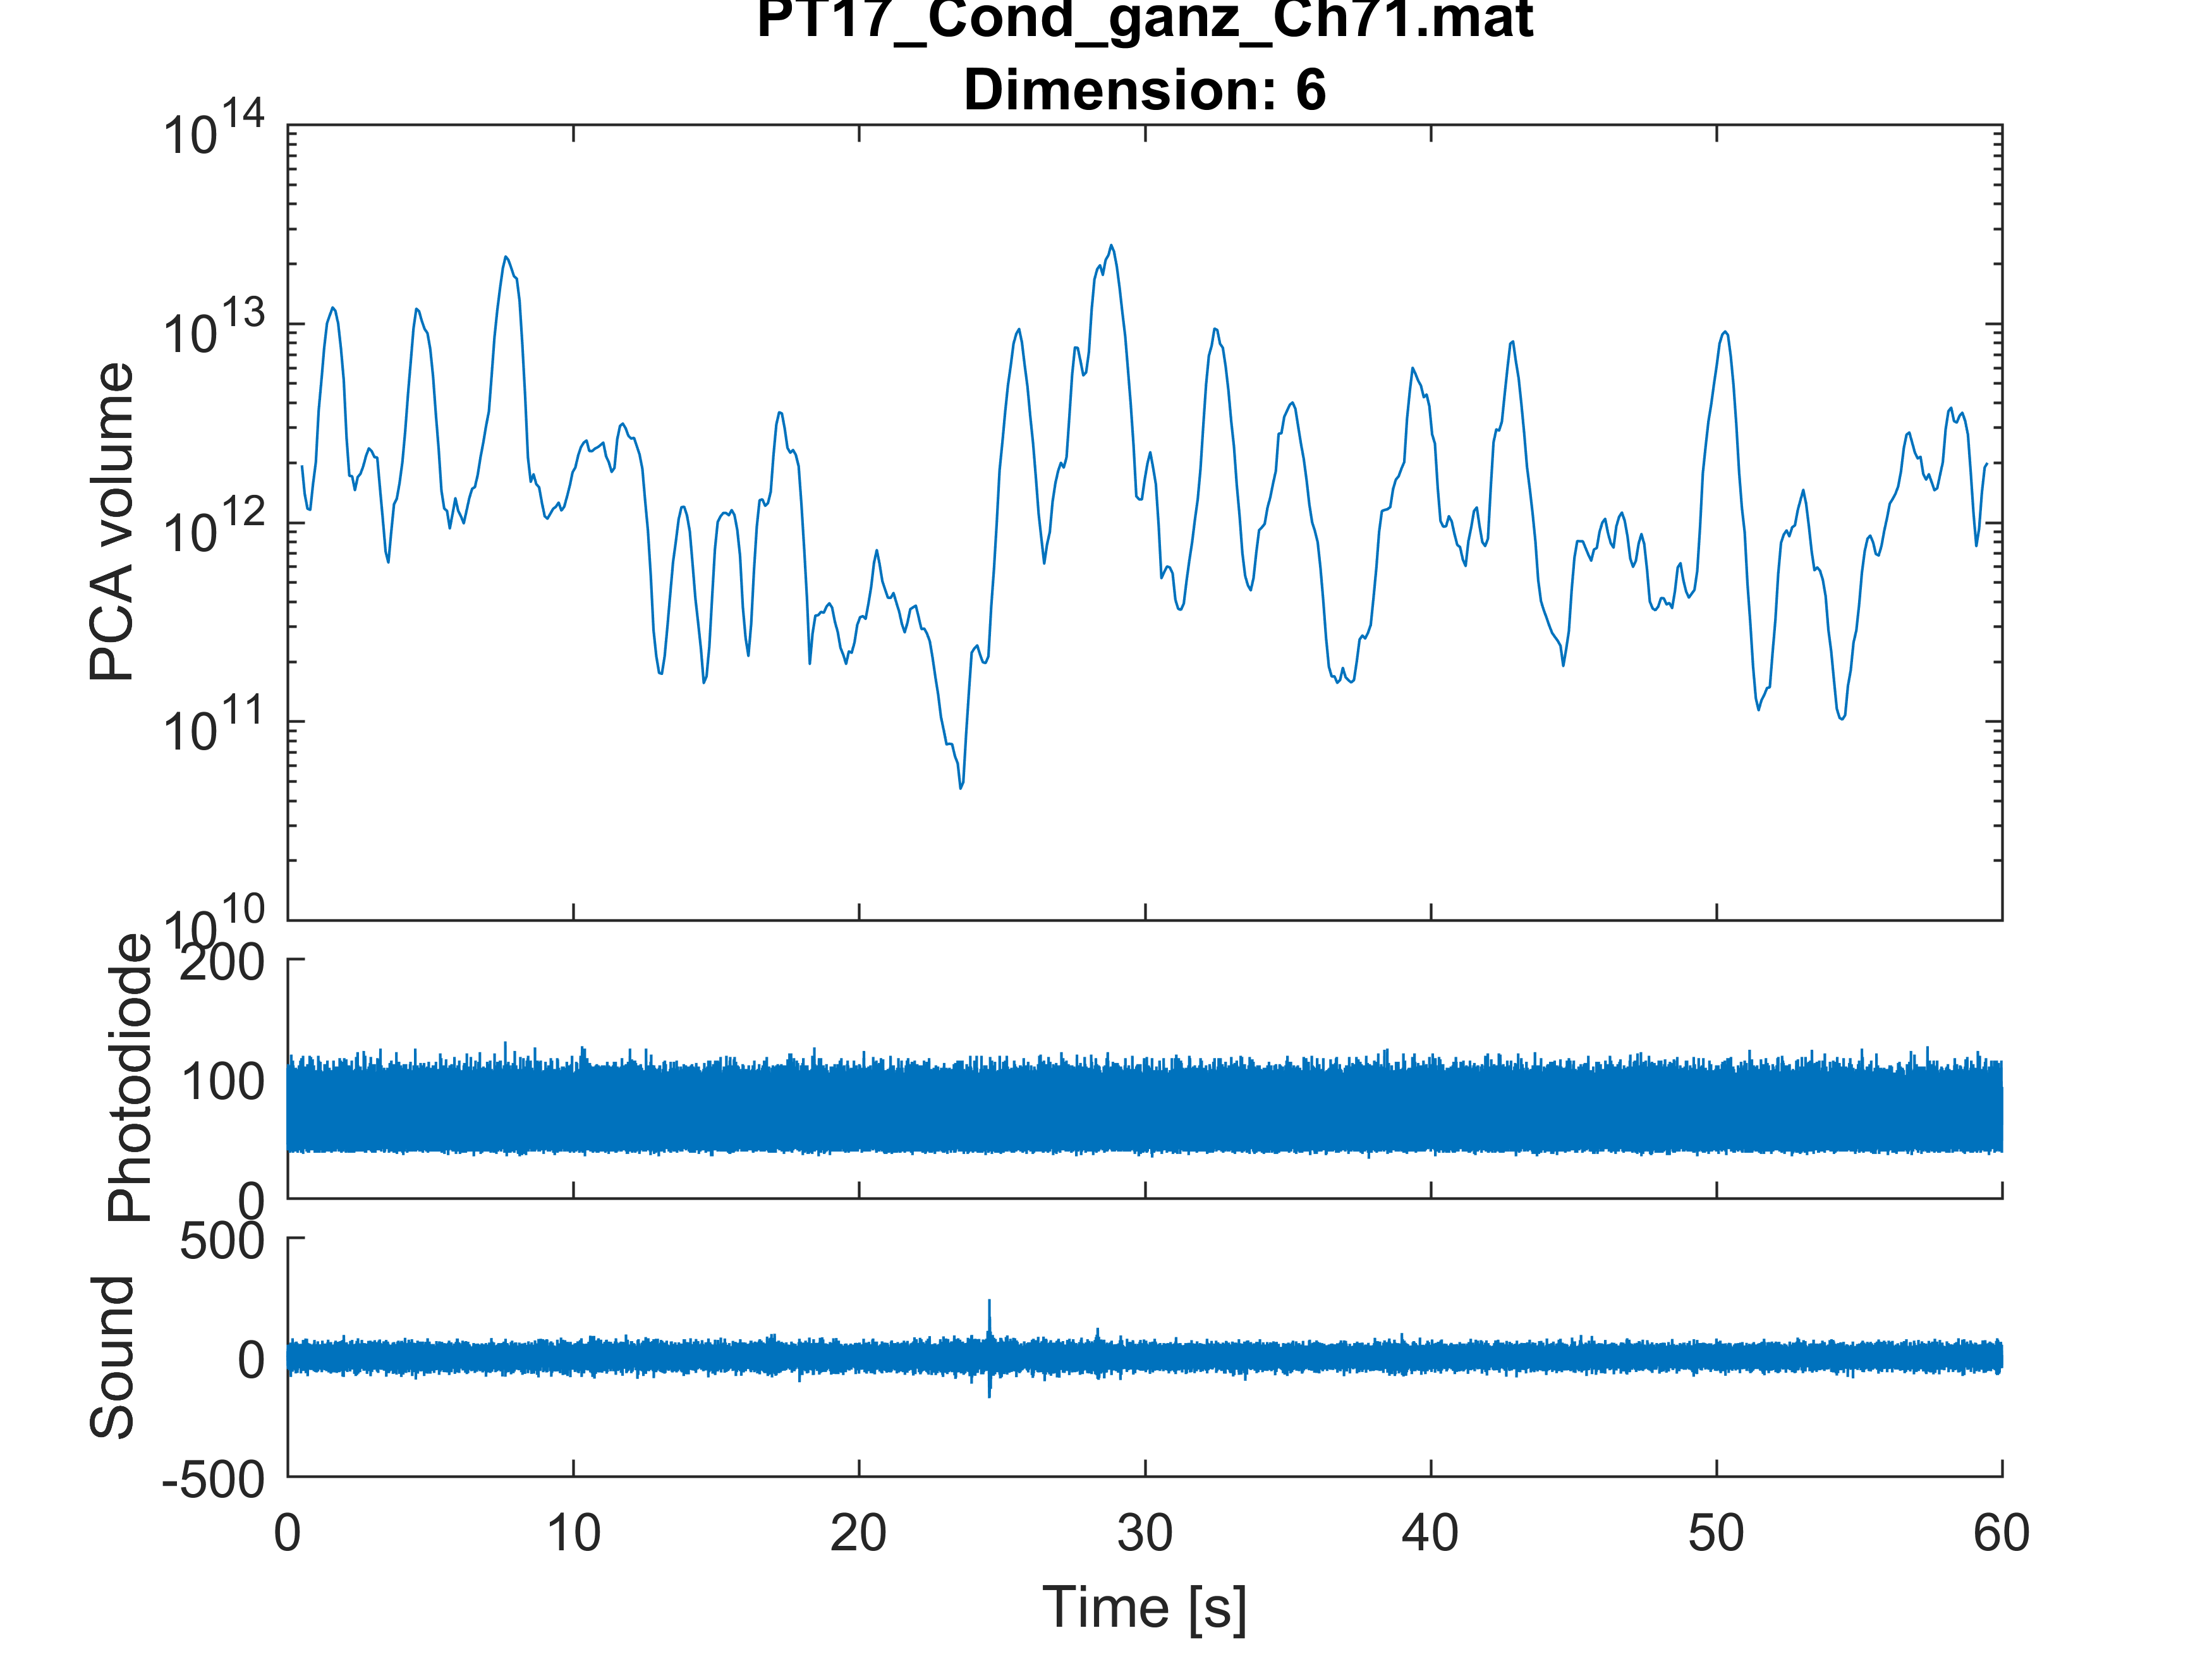 PT17_Cond_ganz_Ch71.mat
Dimension: 6
10^14
10^13
10^12
10^11
10^10
PCA volume
200
100
0
Photodiode
500
0
-500
Sound
0 10 20 30 40 50 60
Time [s]